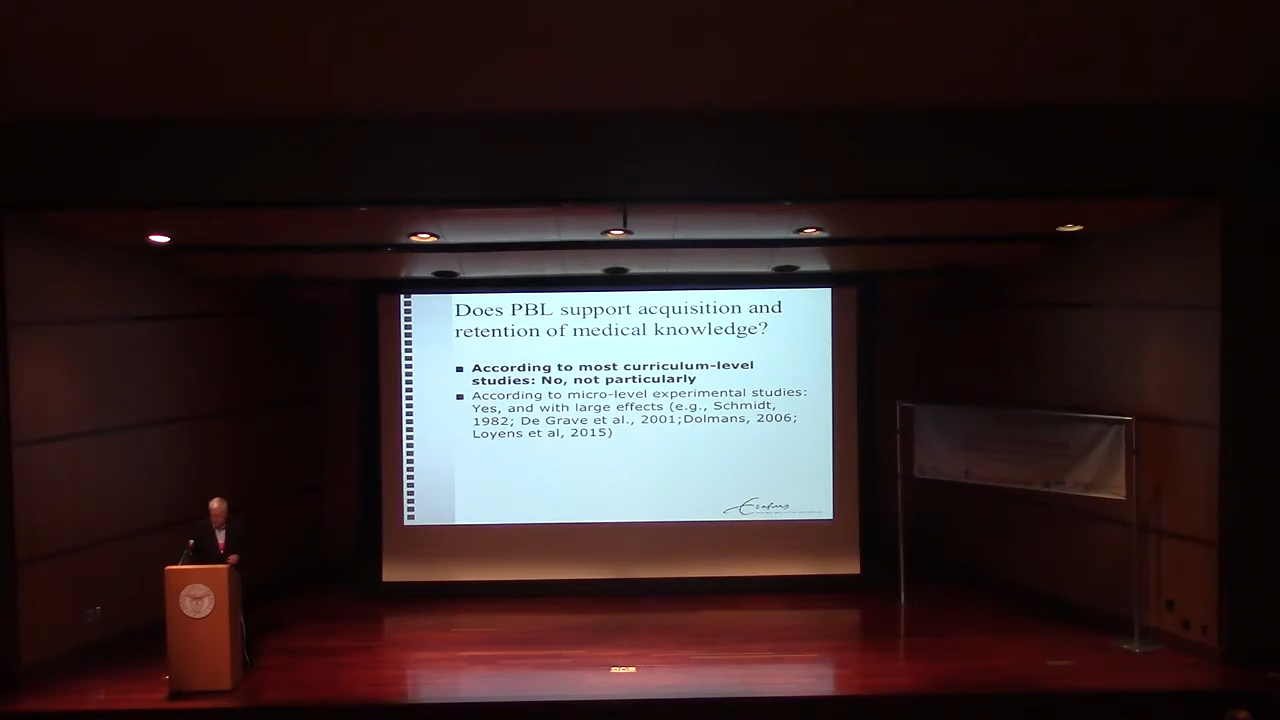 Does PBL support acquisition and
retention of medical knowledge?
According to most curriculum-level
studies: No, not particularly
According to micro-level experimental studies:
Yes, and with large effects (e.g., Schmidt,
1982; De Grave et al., 2001;Dolmans, 2006;
Loyens et al, 2015)
Erasmus